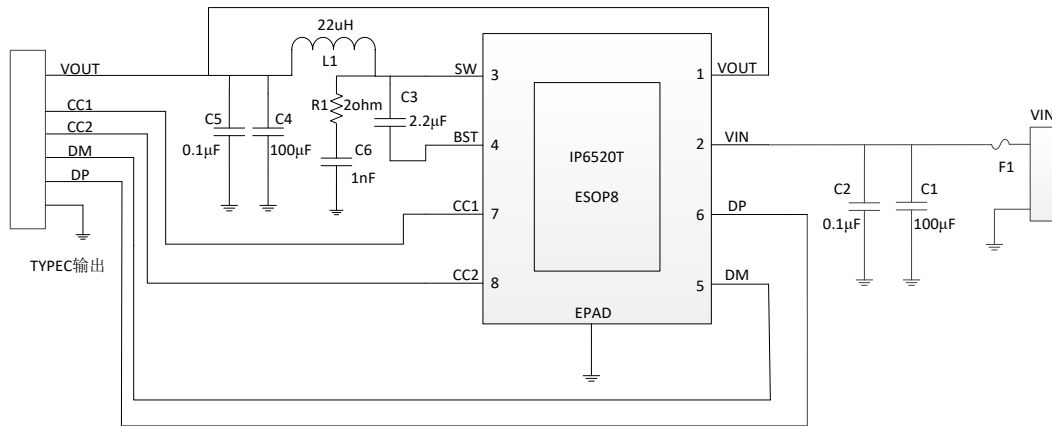 22uH
L1
VOUT
SW
3
1
VOUT
CC1
R1
2ohm
C3
2.2μF
C5
0.1μF
C4
100μF
VIN
CC2
DM
BST
4
IP6520T
ESOP8
2
VIN
F1
DP
C6
1nF
C2
0.1μF
C1
100μF
CC1
7
6
DP
TYPEC输出
CC2
8
5
DM
EPAD